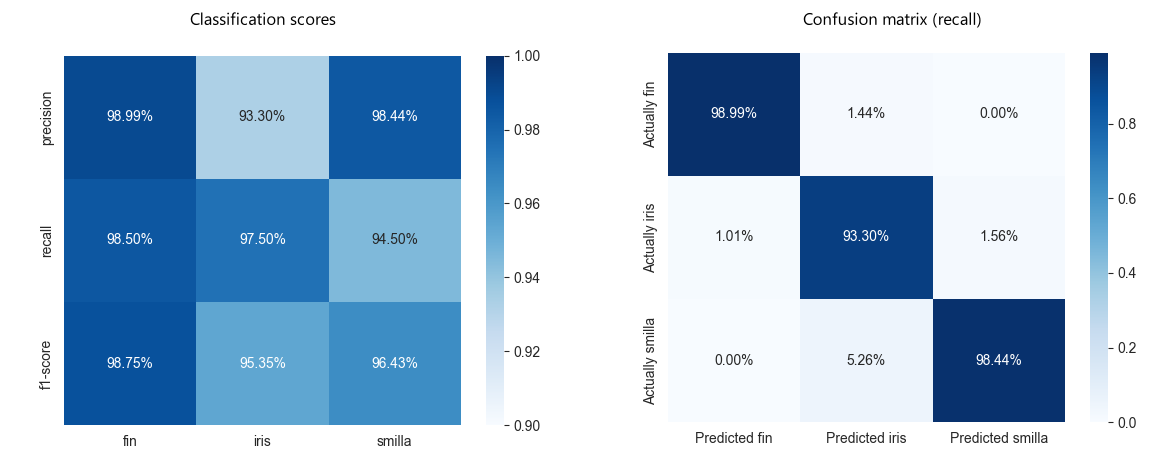 Classification scores
precision
98.99% 93.30% 98.44%
recall
98.50% 97.50% 94.50%
f1-score
98.75% 95.35% 96.43%
fin iris smilla
1.00
0.98
0.96
0.94
0.92
0.90
Confusion matrix (recall)
Actually fin
98.99% 1.44% 0.00%
Actually iris
1.01% 93.30% 1.56%
Actually smilla
0.00% 5.26% 98.44%
Predicted fin Predicted iris Predicted smilla
0.8
0.6
0.4
0.2
0.0